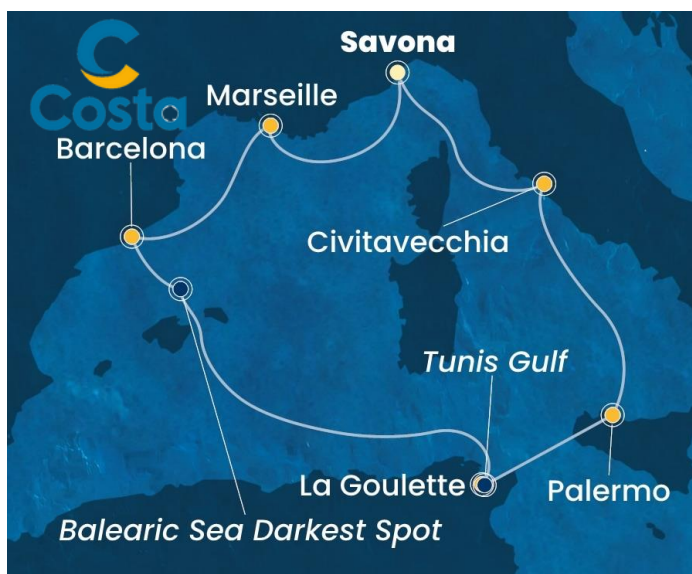 Savona
Costa
Marseille
Barcelona
Civitavecchia
Tunis Gulf
La Goulette
Palermo
Balearic Sea Darkest Spot